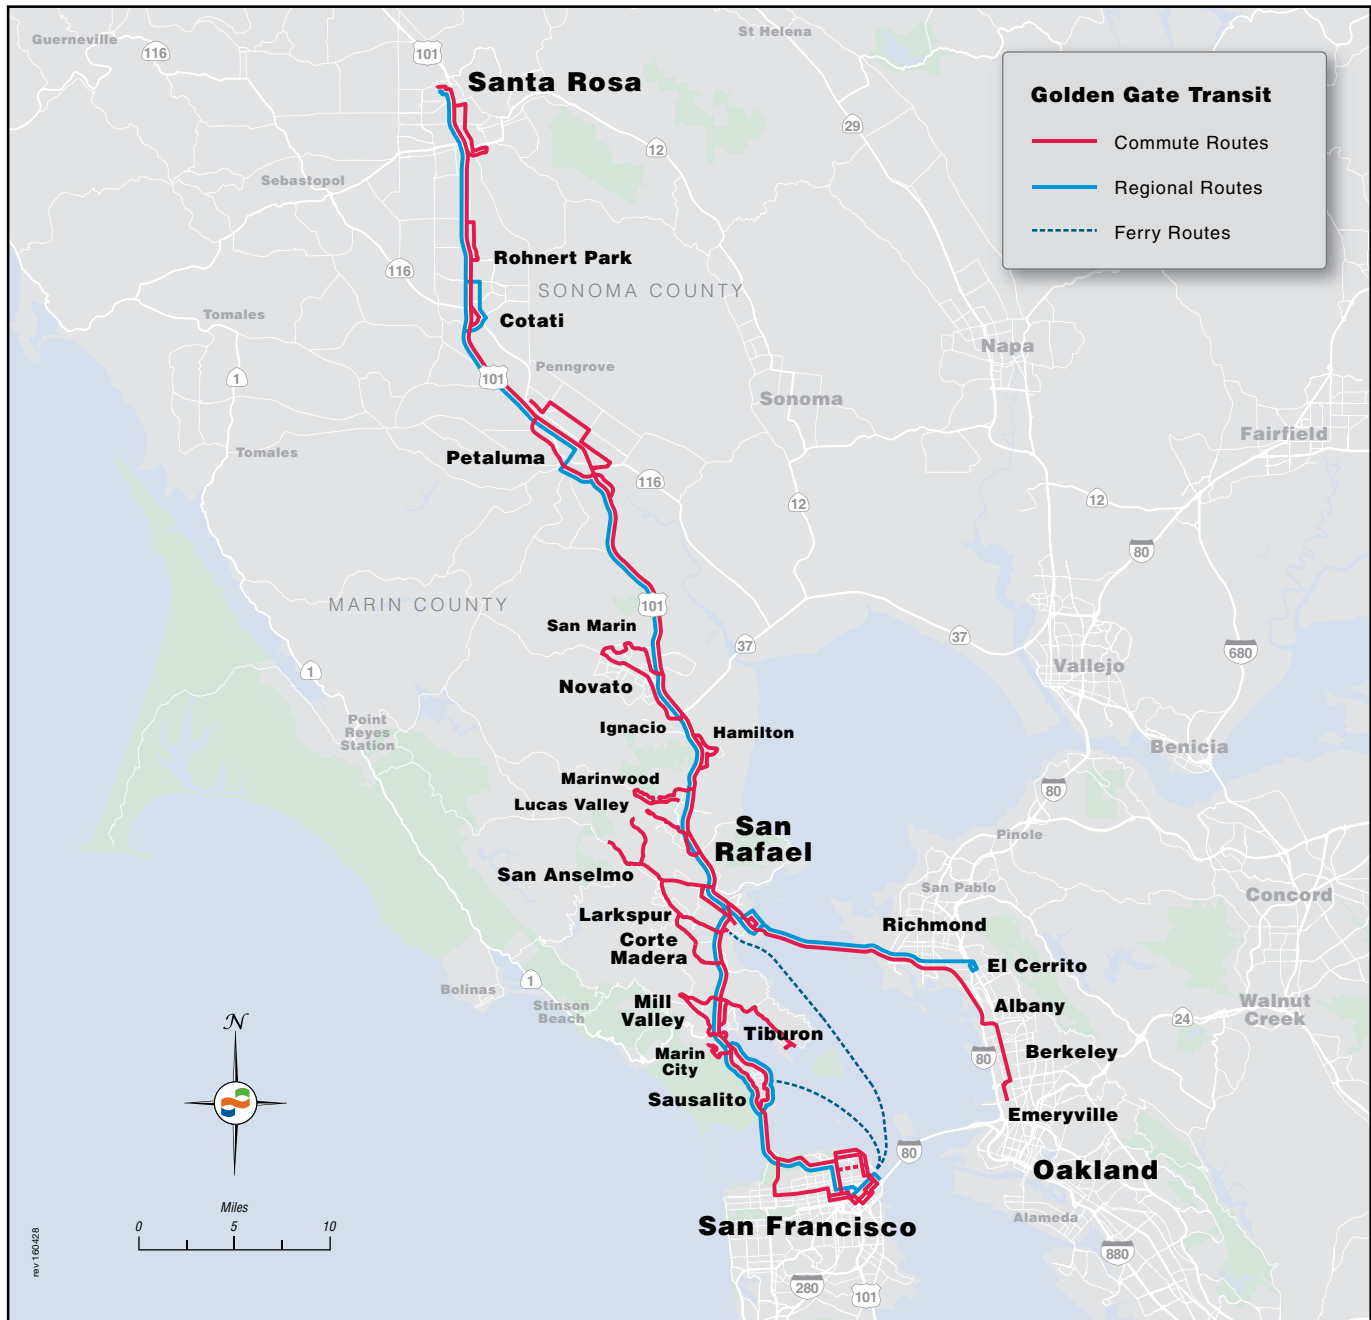 Guerneville
116
101
St Helena
Santa Rosa
Golden Gate Transit
Commute Routes
Regional Routes
Ferry Routes
29
12
Sebastopol
Rohnert Park
116
SONOMA COUNTY
Tomales
Cotati
Napa
1
101
Penngrove
Sonoma
Fairfield
Tomales
Petaluma
116
12
12
80
MARIN COUNTY
101
San Marin
37
37
680
Vallejo
1
Novato
Point
Reyes
Station
Ignacio
Hamilton
Benicia
Marinwood
Lucas Valley
80
San
Rafael
Pinole
San Anselmo
San Pablo
Concord
Larkspur
Richmond
Corte
Madera
El Cerrito
1
Bolinas
Stinson
Beach
Mill
Valley
Tiburon
Albany
Walnut
Creek
24
Marin
City
80
Berkeley
Sausalito
Emeryville
N
80
Oakland
Miles
0
5
10
San Francisco
Alameda
880
280
101
rev 160428